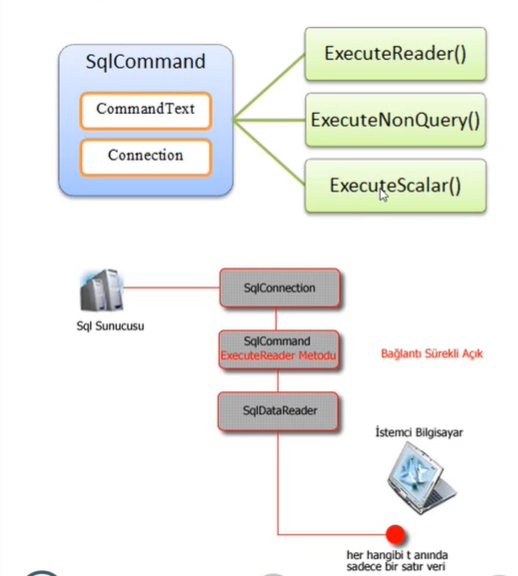 SqlCommand
CommandText
Connection
ExecuteReader()
ExecuteNonQuery()
ExecuteScalar()
Sql Sunucusu
SqlConnection
SqlCommand
ExecuteReader Metodu
Bağlantı Sürekli Açık
SqlDataReader
İstemci Bilgisayar
her hangibi t anında
sadece bir satır veri